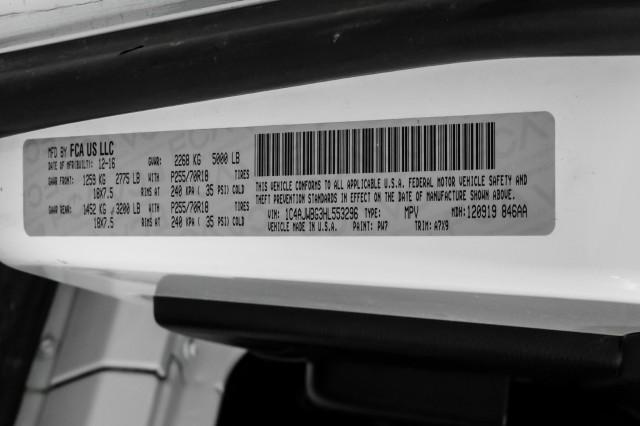 MFD BY FCA US LLC
DATE OF MFR(BUILT): 12-16 GVWR: 2268 KG 5000 LB
GAWR FRONT: 1259 KG 2775 LB WITH P255/70R18 TIRES
18X7.5 RIMS AT 240 KPA ( 35 PSI) COLD
GAWR REAR: 1452 KG / 3200 LB WITH P255/70R18 TIRES
18X7.5 RIMS AT 240 KPA ( 35 PSI) COLD
THIS VEHICLE CONFORMS TO ALL APPLICABLE U.S.A. FEDERAL MOTOR VEHICLE SAFETY AND
THEFT PREVENTION STANDARDS IN EFFECT ON THE DATE OF MANUFACTURE SHOWN ABOVE.
VIN: 1C4AJWBG3HL553296 TYPE: MPV MDH: 120919 846AA
VEHICLE MADE IN U.S.A. PAINT: PW7 TRIM: A7X9